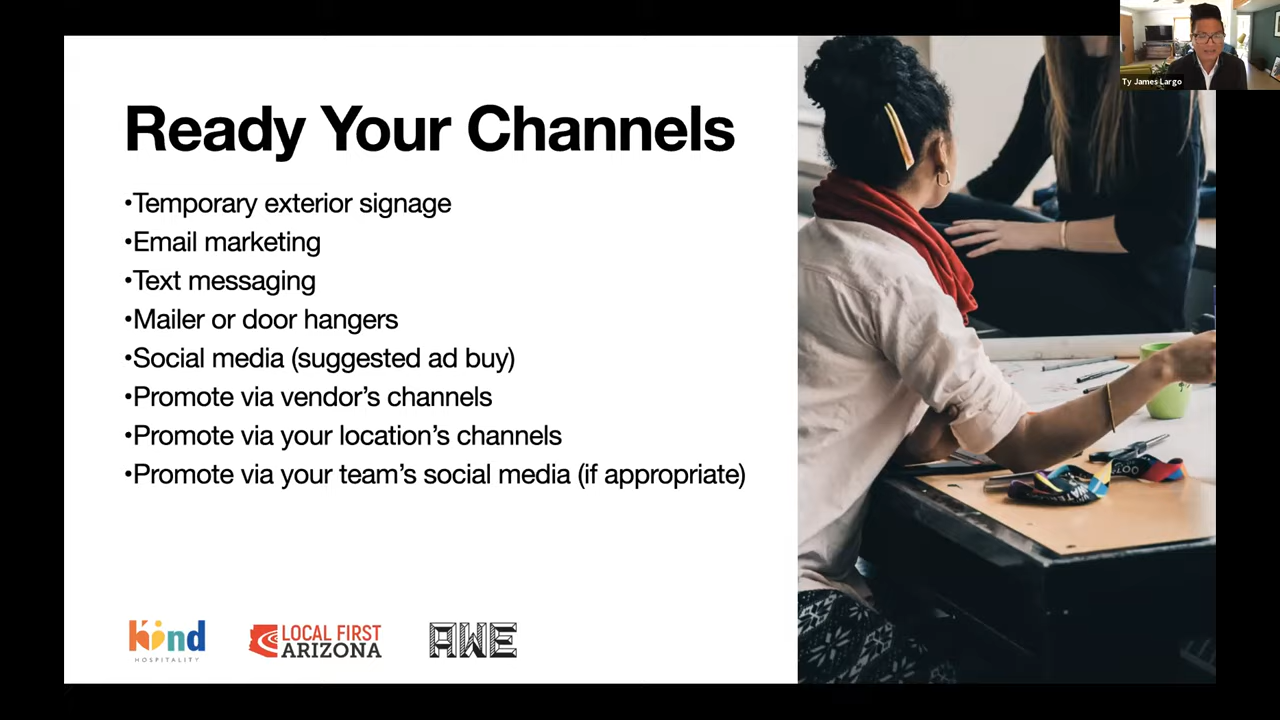 Ty James Largo
Ready Your Channels
•Temporary exterior signage
•Email marketing
•Text messaging
•Mailer or door hangers
•Social media (suggested ad buy)
•Promote via vendor’s channels
•Promote via your location’s channels
•Promote via your team’s social media (if appropriate)
kind
HOSPITALITY
LOCAL FIRST
ARIZONA
AWE